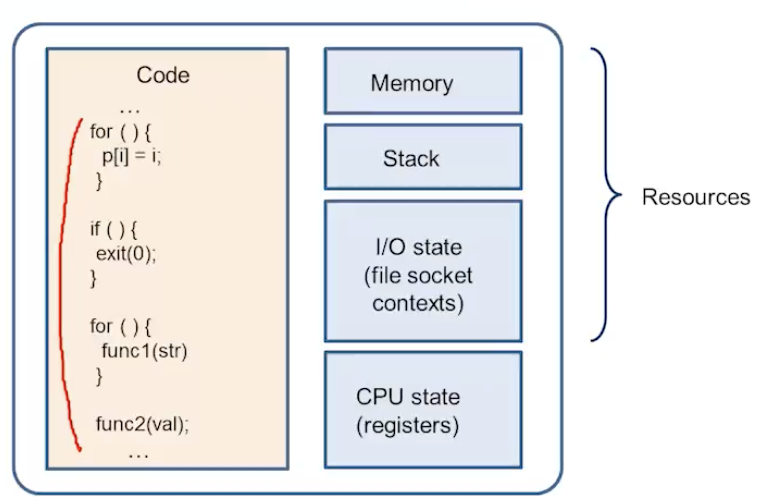 Code
...
for ( ) {
p[i] = i;
}
if ( ) {
exit(0);
}
for ( ) {
func1(str)
}
func2(val);
...
Memory
Stack
I/O state
(file socket
contexts)
CPU state
(registers)
Resources